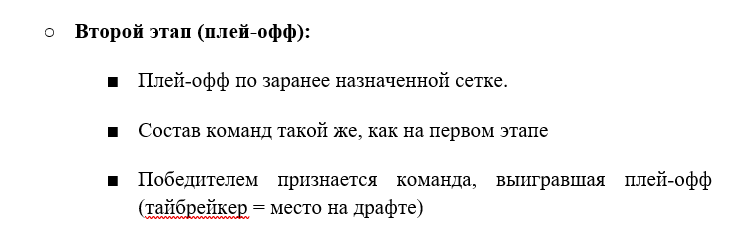 ○ Второй этап (плей-офф):
■ Плей-офф по заранее назначенной сетке.
■ Состав команд такой же, как на первом этапе
■ Победителем признается команда, выигравшая плей-офф
(тайбрейкер = место на драфте)